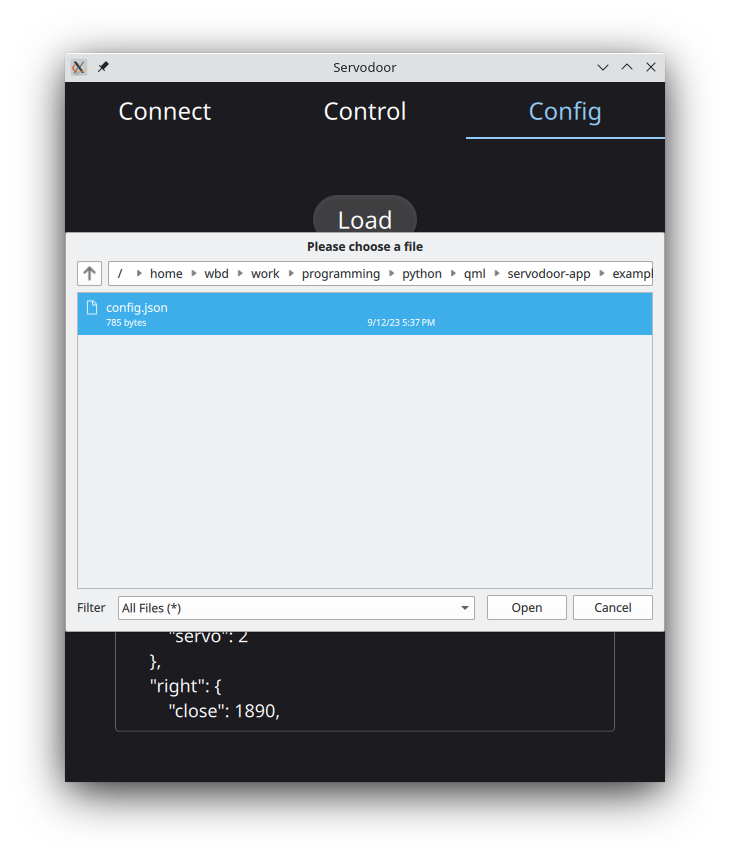 Servodoor
Connect Control Config
Load
Please choose a file
/ home wbd work programming python qml servodoor-app exampl
config.json
785 bytes 9/12/23 5:37 PM
Filter All Files (*) Open Cancel
"servo": 2
},
"right": {
"close": 1890,